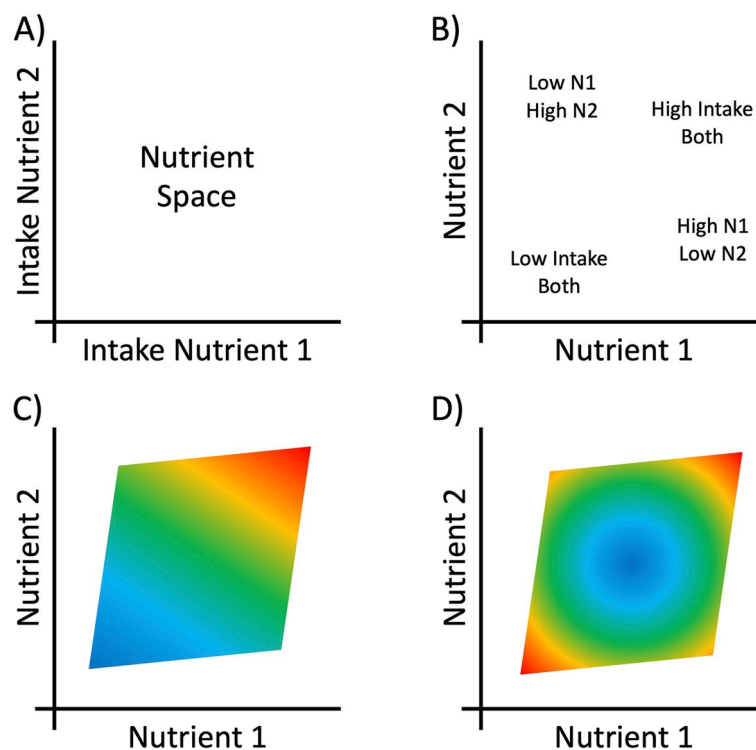 A)
Intake Nutrient 2
Nutrient
Space
Intake Nutrient 1
B)
Nutrient 2
Low N1
High N2
High Intake
Both
Low Intake
Both
High N1
Low N2
Nutrient 1
C)
Nutrient 2
Nutrient 1
D)
Nutrient 2
Nutrient 1